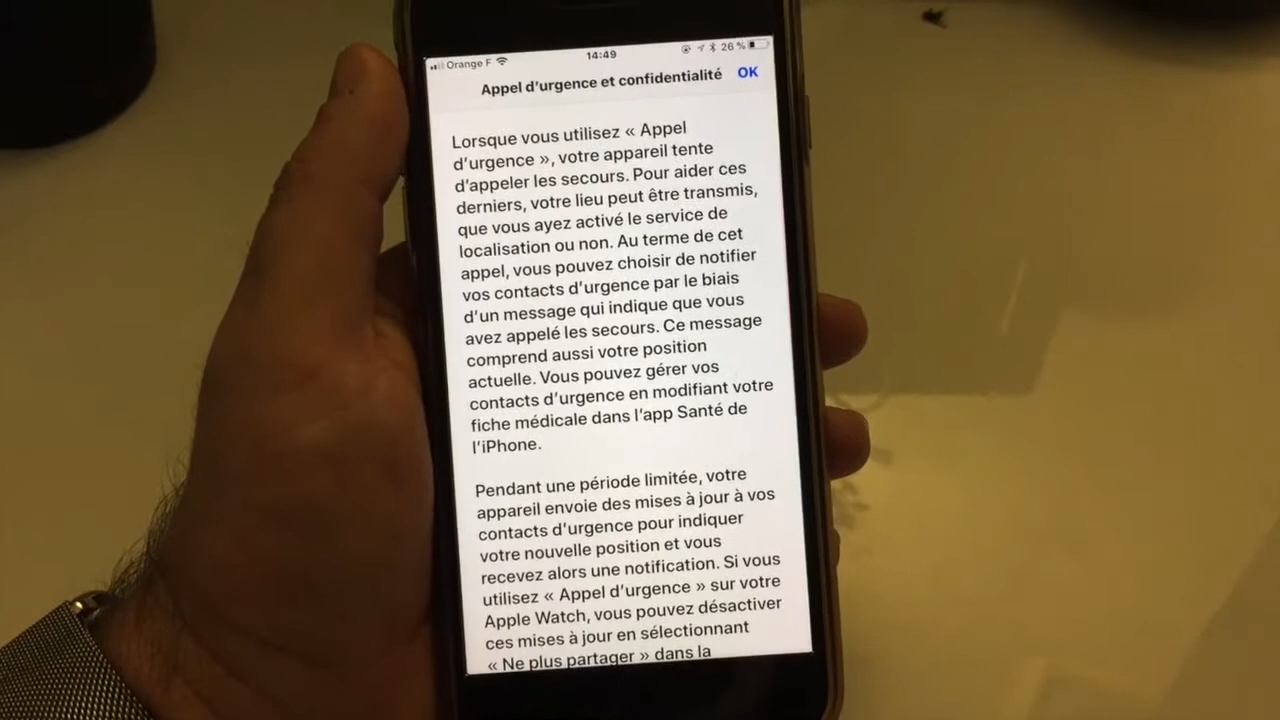 Orange F 14:49 26 %
Appel d'urgence et confidentialité OK
Lorsque vous utilisez « Appel
d'urgence », votre appareil tente
d'appeler les secours. Pour aider ces
derniers, votre lieu peut être transmis,
que vous ayez activé le service de
localisation ou non. Au terme de cet
appel, vous pouvez choisir de notifier
vos contacts d'urgence par le biais
d'un message qui indique que vous
avez appelé les secours. Ce message
comprend aussi votre position
actuelle. Vous pouvez gérer vos
contacts d'urgence en modifiant votre
fiche médicale dans l'app Santé de
l'iPhone.
Pendant une période limitée, votre
appareil envoie des mises à jour à vos
contacts d'urgence pour indiquer
votre nouvelle position et vous
recevez alors une notification. Si vous
utilisez « Appel d'urgence » sur votre
Apple Watch, vous pouvez désactiver
ces mises à jour en sélectionnant
« Ne plus partager » dans la